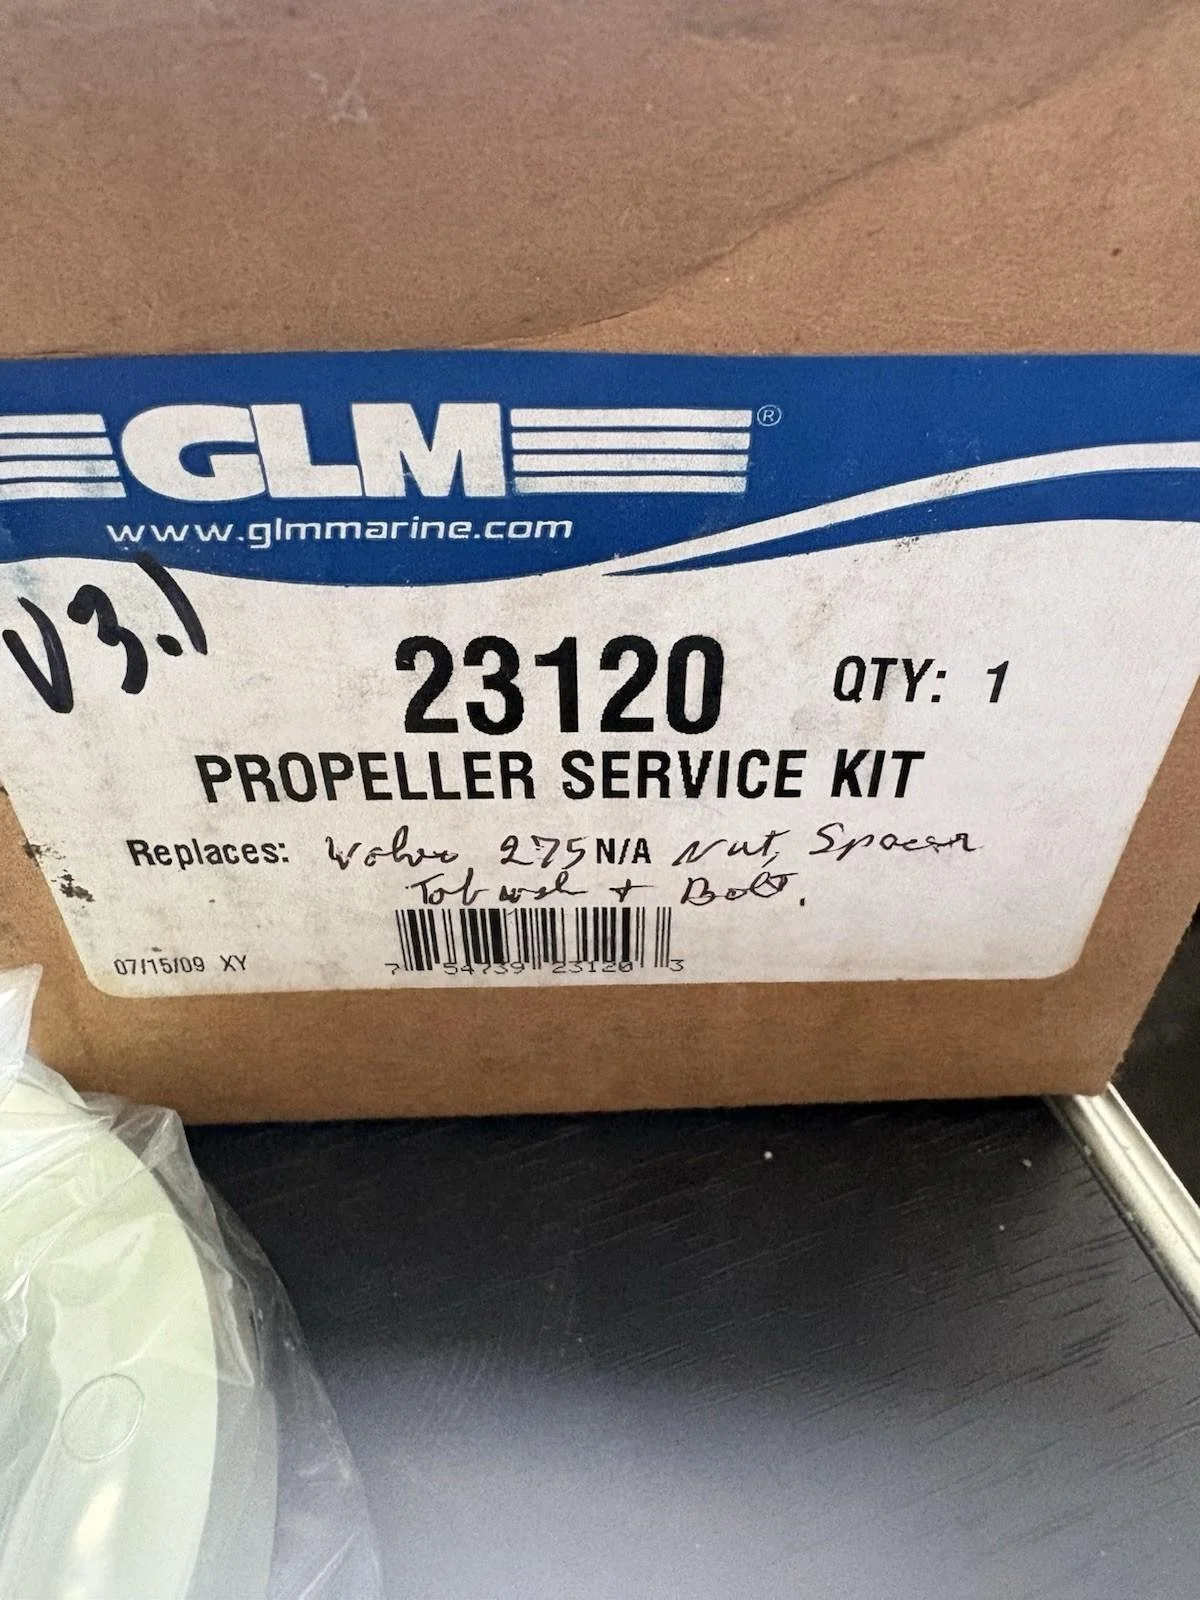 GLM®
www.glmmarine.com
V3.1
23120 QTY: 1
PROPELLER SERVICE KIT
Replaces: Volvo 275 N/A Nut, Spacer
Tab wsh + Bolt.
07/15/09 XY
7 54739 23120 3